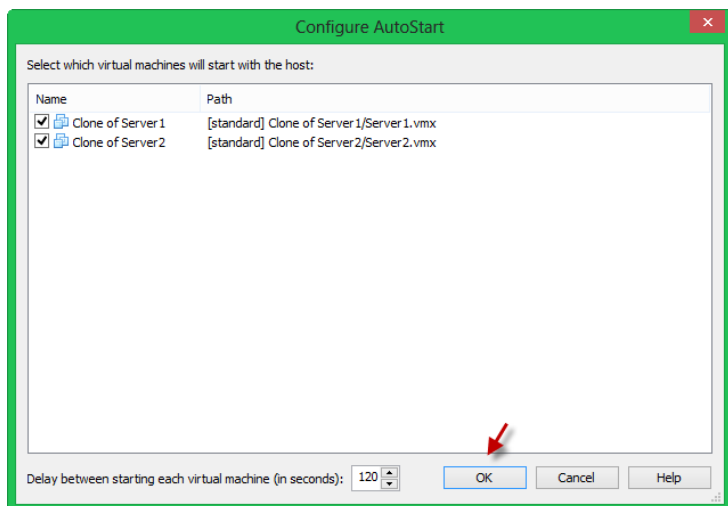 Configure AutoStart
Select which virtual machines will start with the host:
Name Path
Clone of Server1 [standard] Clone of Server1/Server1.vmx
Clone of Server2 [standard] Clone of Server2/Server2.vmx
Delay between starting each virtual machine (in seconds): 120 OK Cancel Help